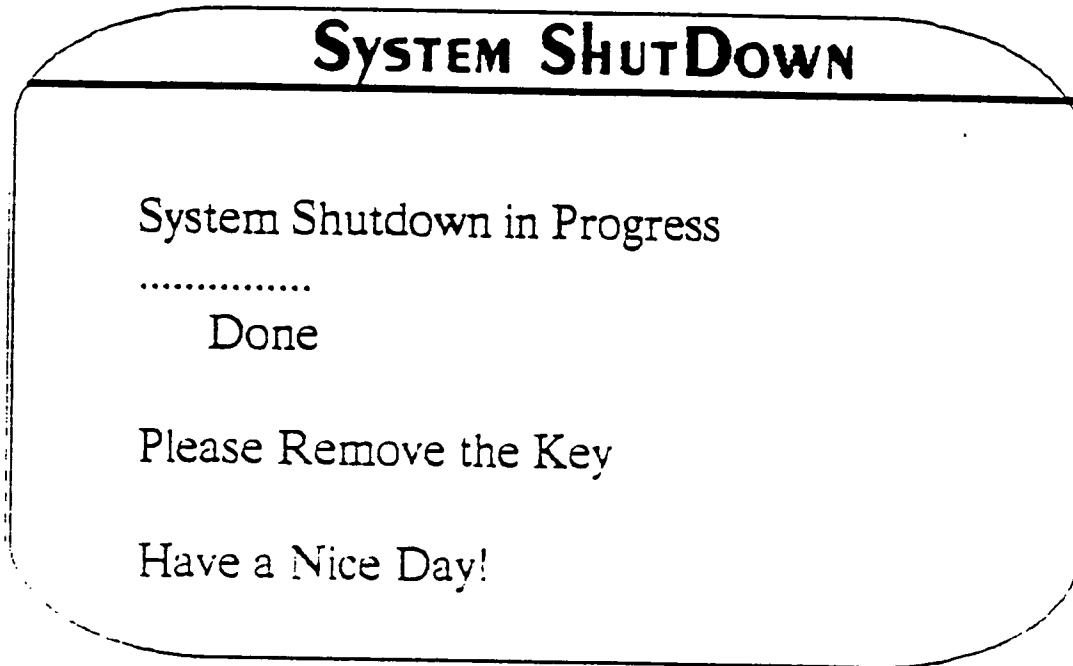 System ShutDown
System Shutdown in Progress
...............
Done
Please Remove the Key
Have a Nice Day!